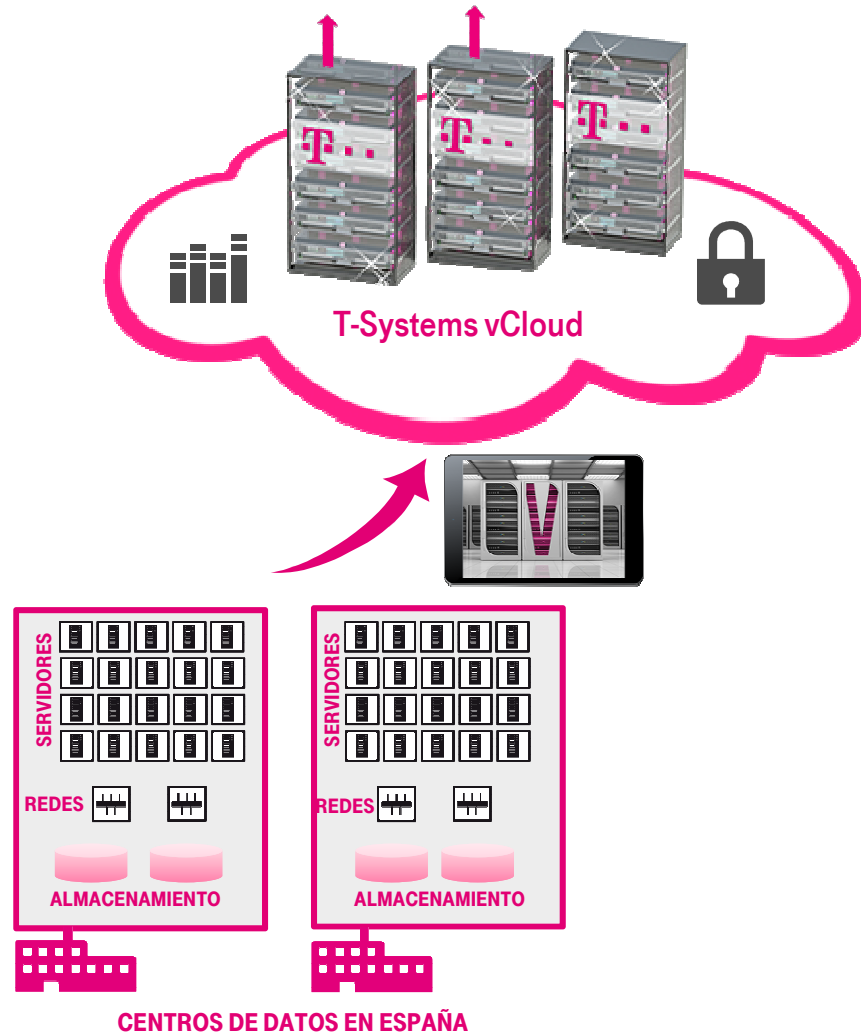 T··
T··
T··
T-Systems vCloud
V
SERVIDORES
SERVIDORES
REDES
REDES
ALMACENAMIENTO
ALMACENAMIENTO
CENTROS DE DATOS EN ESPAÑA